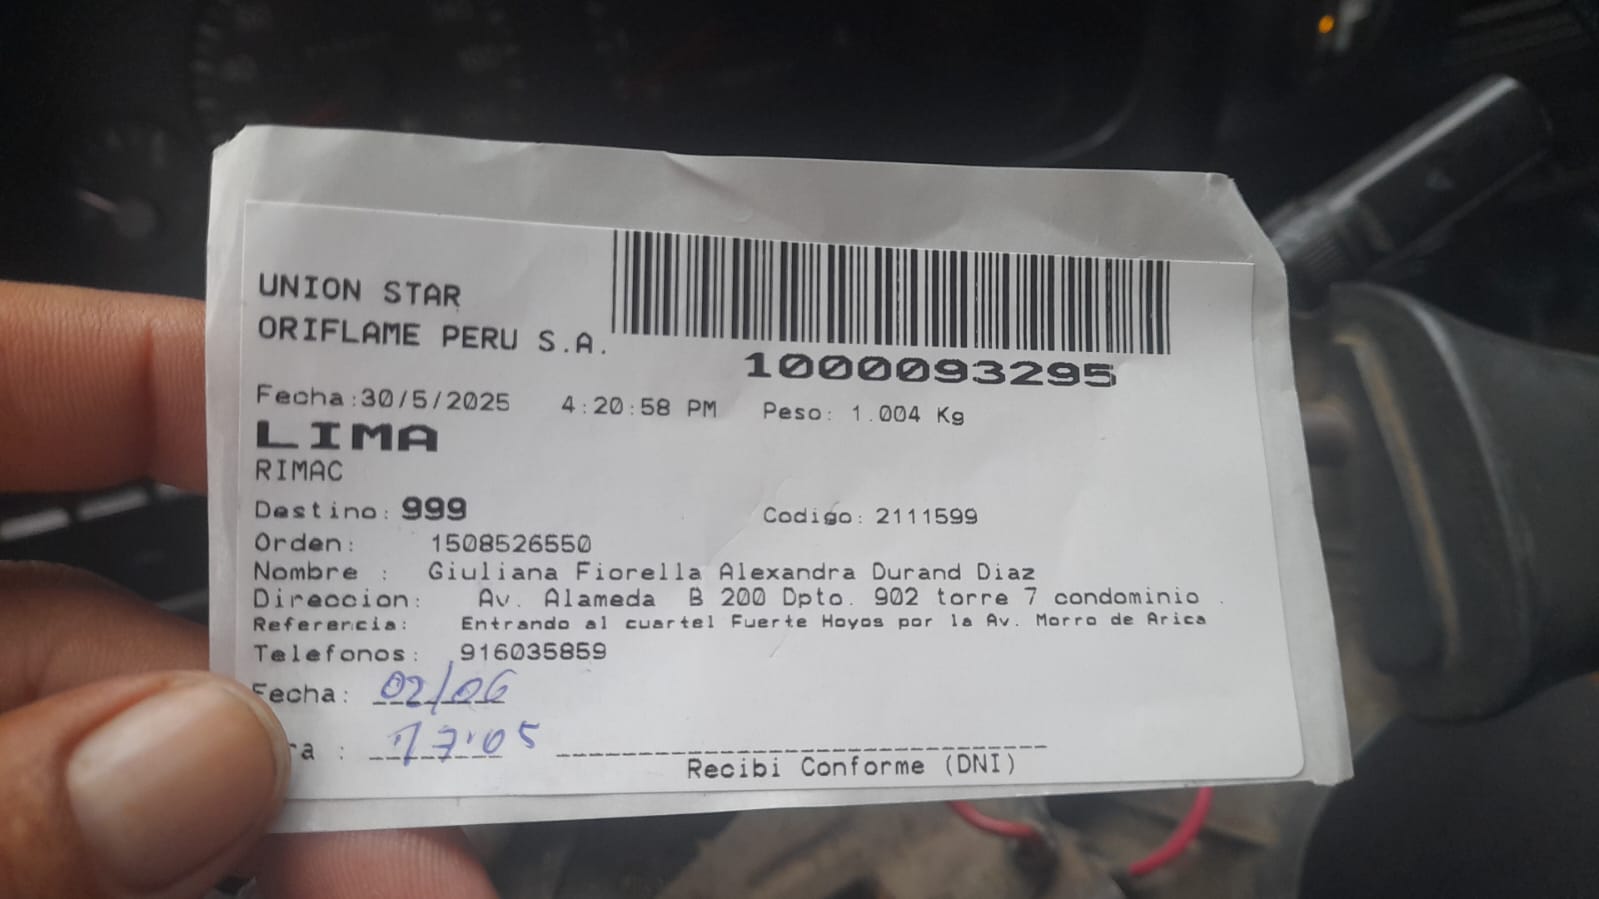 UNION STAR
ORIFLAME PERU S.A.
1000093295
Fecha:30/5/2025 4:20:58 PM Peso: 1.004 Kg
LIMA
RIMAC
Destino: 999 Codigo: 2111599
Orden: 1508526550
Nombre : Giuliana Fiorella Alexandra Durand Diaz
Direccion: Av. Alameda B 200 Dpto. 902 torre 7 condominio .
Referencia: Entrando al cuartel Fuerte Hoyos por la Av. Morro de Arica
Telefonos: 916035859
Fecha: 02/06
ra : 17:05
Recibi Conforme (DNI)